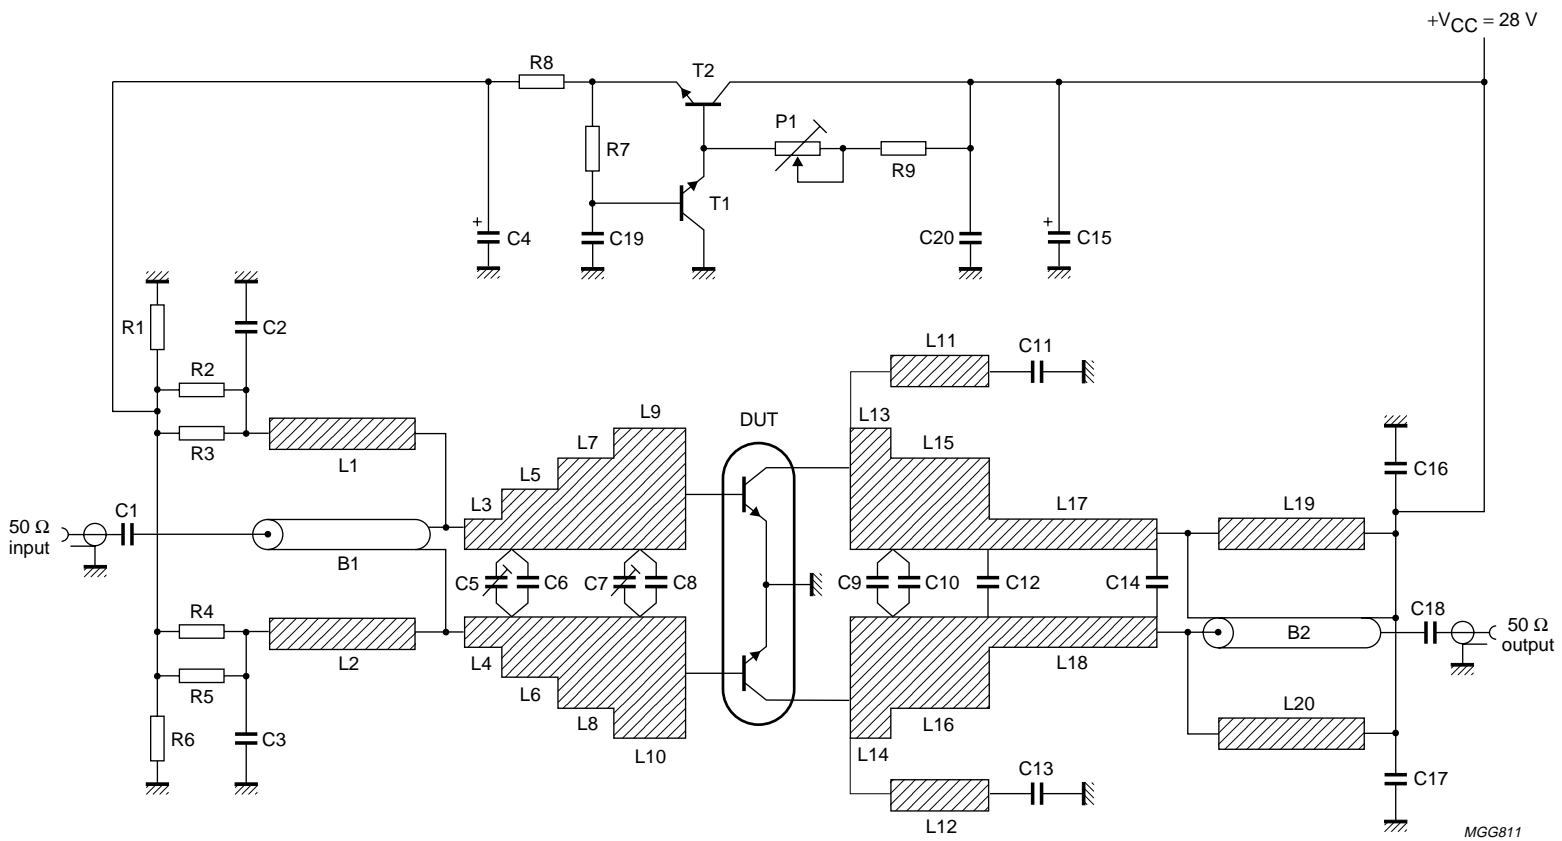 +VCC = 28 V
R8
T2
P1
R7
R9
T1
C4
C19
C20
C15
+
+
R1
C2
R2
R3
L1
L11
C11
DUT
L9
L7
L5
L3
L13
L15
L17
L19
C16
50 Ω
input
C1
B1
C5
C6
C7
C8
C9
C10
C12
C14
C18
50 Ω
output
B2
R4
R5
L2
L4
L6
L8
L10
L18
L16
L14
L20
R6
C3
C13
L12
C17
MGG811